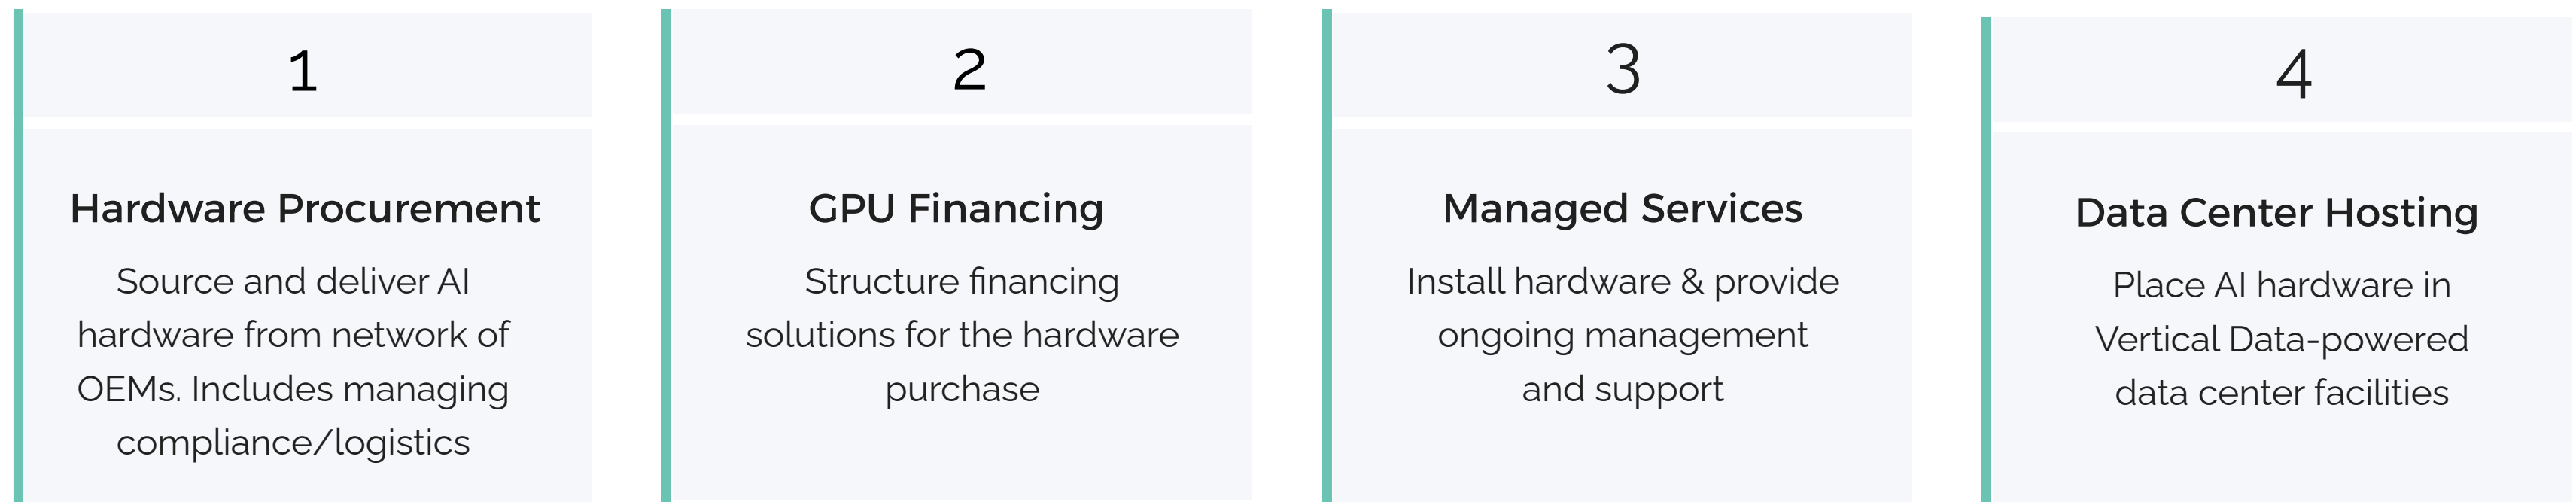 1
Hardware Procurement
Source and deliver AI
hardware from network of
OEMs. Includes managing
compliance/logistics
2
GPU Financing
Structure financing
solutions for the hardware
purchase
3
Managed Services
Install hardware & provide
ongoing management
and support
4
Data Center Hosting
Place AI hardware in
Vertical Data-powered
data center facilities